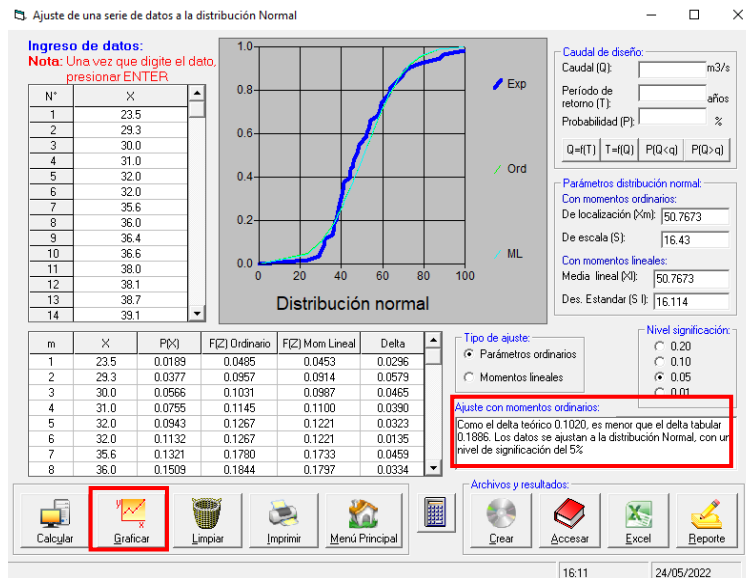 Ajuste de una serie de datos a la distribución Normal
Ingreso de datos:
Nota: Una vez que digite el dato,
presionar ENTER
N° X
1 23.5
2 29.3
3 30.0
4 31.0
5 32.0
6 32.0
7 35.6
8 36.0
9 36.4
10 36.6
11 38.0
12 38.1
13 38.7
14 39.1
1.0
0.8
0.6
0.4
0.2
0.0
0 20 40 60 80 100
Distribución normal
Exp
Ord
ML
Caudal de diseño:
Caudal (Q): m3/s
Período de
retorno (T): años
Probabilidad (P): %
Q=f(T) T=f(Q) P(Q<q) P(Q>q)
Parámetros distribución normal:
Con momentos ordinarios:
De localización (Xm): 50.7673
De escala (S): 16.43
Con momentos lineales:
Media lineal (Xl): 50.7673
Des. Estandar (S l): 16.114
m X P(X) F(Z) Ordinario F(Z) Mom Lineal Delta
1 23.5 0.0189 0.0485 0.0453 0.0296
2 29.3 0.0377 0.0957 0.0914 0.0579
3 30.0 0.0566 0.1031 0.0987 0.0465
4 31.0 0.0755 0.1145 0.1100 0.0390
5 32.0 0.0943 0.1267 0.1221 0.0323
6 32.0 0.1132 0.1267 0.1221 0.0135
7 35.6 0.1321 0.1780 0.1733 0.0459
8 36.0 0.1509 0.1844 0.1797 0.0334
Tipo de ajuste:
Parámetros ordinarios
Momentos lineales
Nivel significación:
0.20
0.10
0.05
0.01
Ajuste con momentos ordinarios:
Como el delta teórico 0.1020, es menor que el delta tabular
0.1886. Los datos se ajustan a la distribución Normal, con un
nivel de significación del 5%
Calcular Graficar Limpiar Imprimir Menú Principal
Archivos y resultados:
Crear Accesar Excel Reporte
16:11 24/05/2022